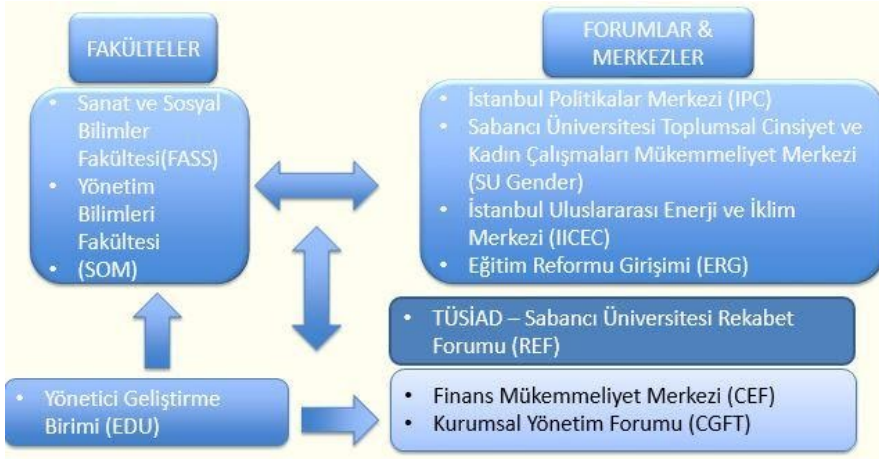 FAKÜLTELER
• Sanat ve Sosyal
Bilimler
Fakültesi(FASS)
• Yönetim
Bilimleri
Fakültesi
• (SOM)
FORUMLAR &
MERKEZLER
• İstanbul Politikalar Merkezi (IPC)
• Sabancı Üniversitesi Toplumsal Cinsiyet ve
Kadın Çalışmaları Mükemmeliyet Merkezi
(SU Gender)
• İstanbul Uluslararası Enerji ve İklim
Merkezi (IICEC)
• Eğitim Reformu Girişimi (ERG)
• TÜSİAD – Sabancı Üniversitesi Rekabet
Forumu (REF)
• Yönetici Geliştirme
Birimi (EDU)
• Finans Mükemmeliyet Merkezi (CEF)
• Kurumsal Yönetim Forumu (CGFT)